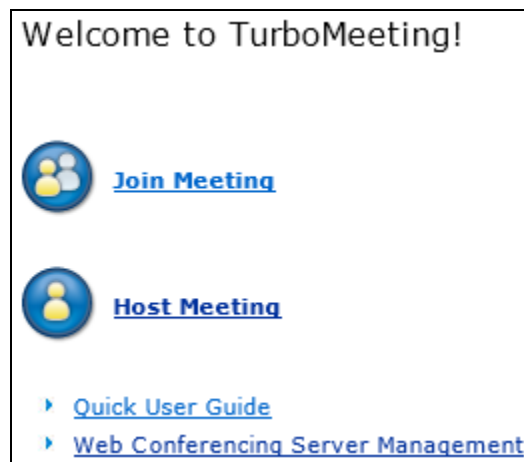 Welcome to TurboMeeting!
Join Meeting
Host Meeting
Quick User Guide
Web Conferencing Server Management